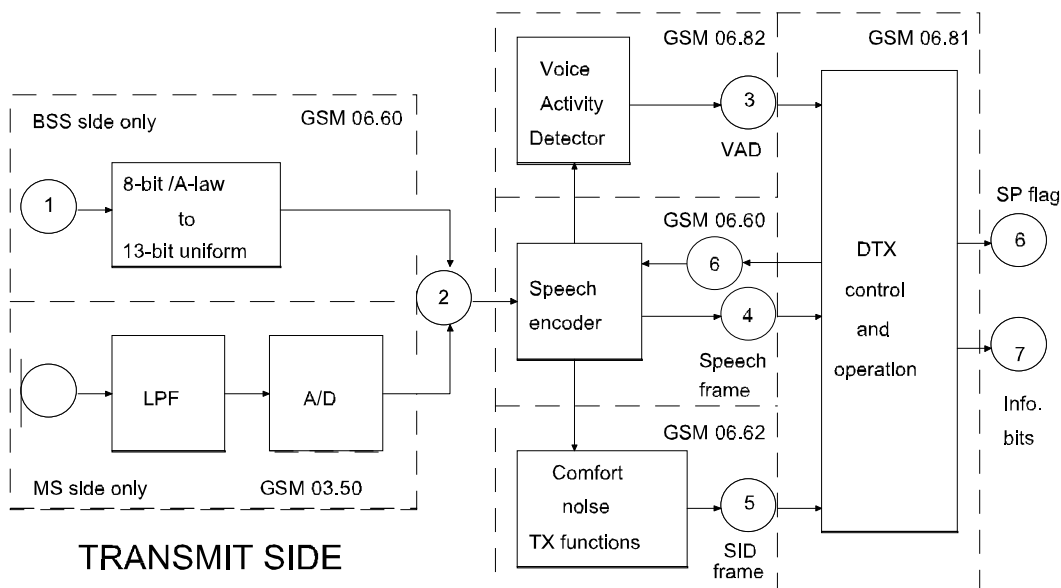 GSM 06.82
GSM 06.81
Voice
Activity
Detector
3
VAD
BSS side only
GSM 06.60
1
8-bit /A-law
to
13-bit uniform
2
GSM 06.60
Speech
encoder
6
4
Speech
frame
DTX
control
and
operation
SP flag
6
7
Info.
bits
LPF
A/D
MS side only
GSM 03.50
GSM 06.62
Comfort
noise
TX functions
5
SID
frame
TRANSMIT SIDE